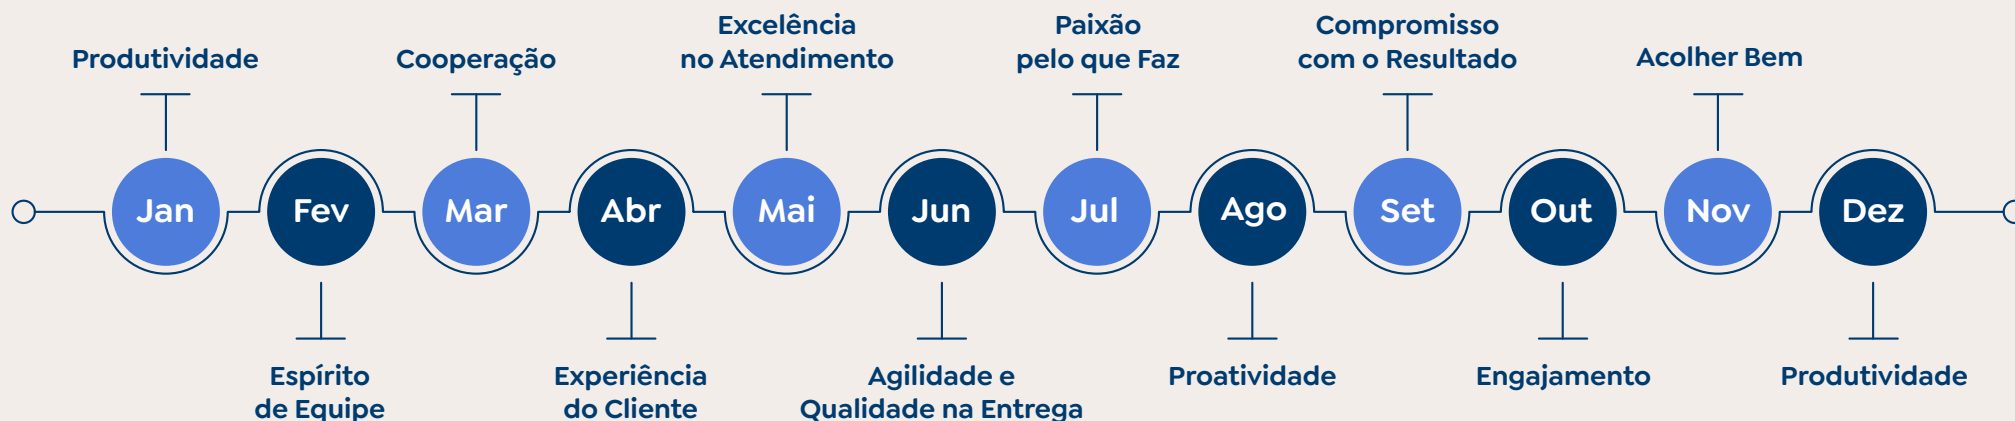 Produtividade
Cooperação
Excelência
no Atendimento
Paixão
pelo que Faz
Compromisso
com o Resultado
Acolher Bem
Jan
Fev
Mar
Abr
Mai
Jun
Jul
Ago
Set
Out
Nov
Dez
Espírito
de Equipe
Experiência
do Cliente
Agilidade e
Qualidade na Entrega
Proatividade
Engajamento
Produtividade